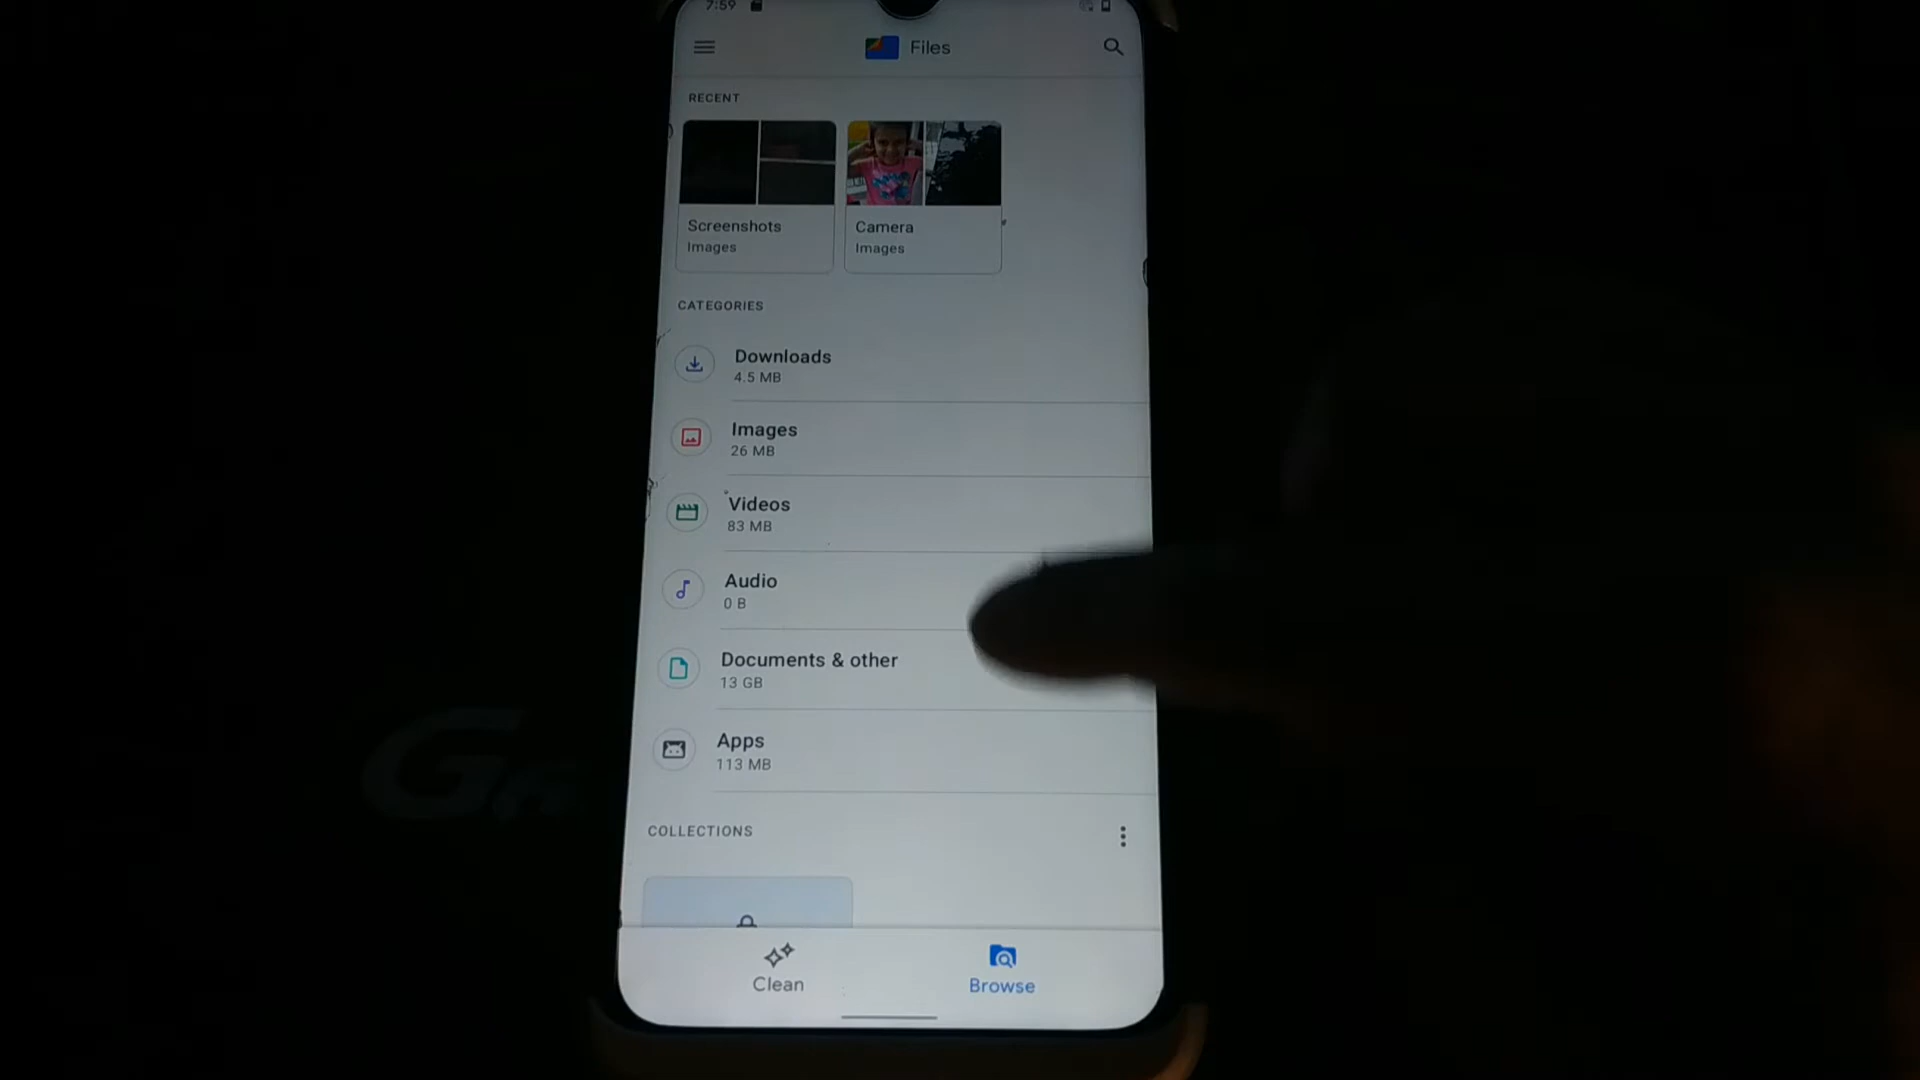 7:59
Files
RECENT
Screenshots
Images
Camera
Images
CATEGORIES
Downloads
4.5 MB
Images
26 MB
Videos
83 MB
Audio
0 B
Documents & other
13 GB
Apps
113 MB
COLLECTIONS
Clean
Browse